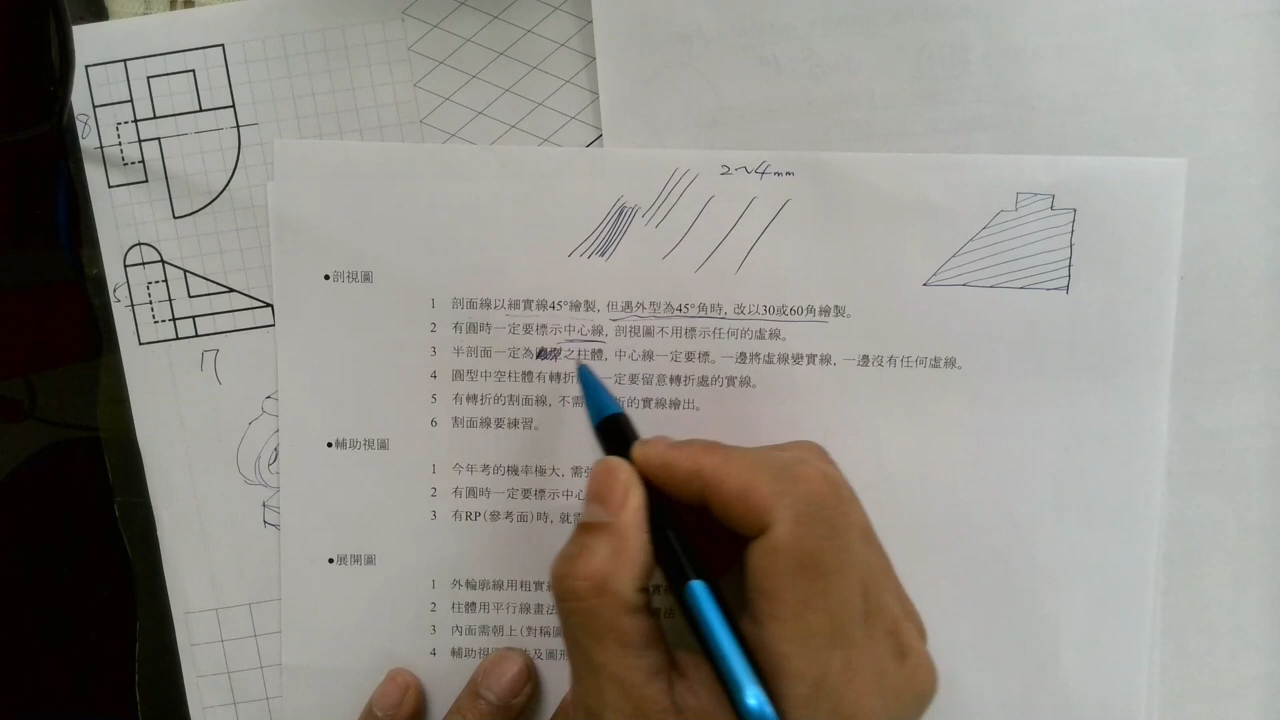 8
ㄇ
2~4mm
●剖視圖
1 剖面線以細實線45°繪製, 但遇外型為45°角時, 改以30或60角繪製。
2 有圓時一定要標示中心線, 剖視圖不用標示任何的虛線。
3 半剖面一定為 之柱體, 中心線一定要標。一邊將虛線變實線, 一邊沒有任何虛線。
4 圓型中空柱體有轉折 一定要留意轉折處的實線。
5 有轉折的割面線, 不需 折的實線繪出。
6 割面線要練習。
●輔助視圖
1 今年考的機率極大, 需
2 有圓時一定要標示中心
3 有RP(參考面)時, 就需
●展開圖
1 外輪廓線用粗實
2 柱體用平行線畫法 法
3 內面需朝上(對稱圖
4 輔助視 法及圖形